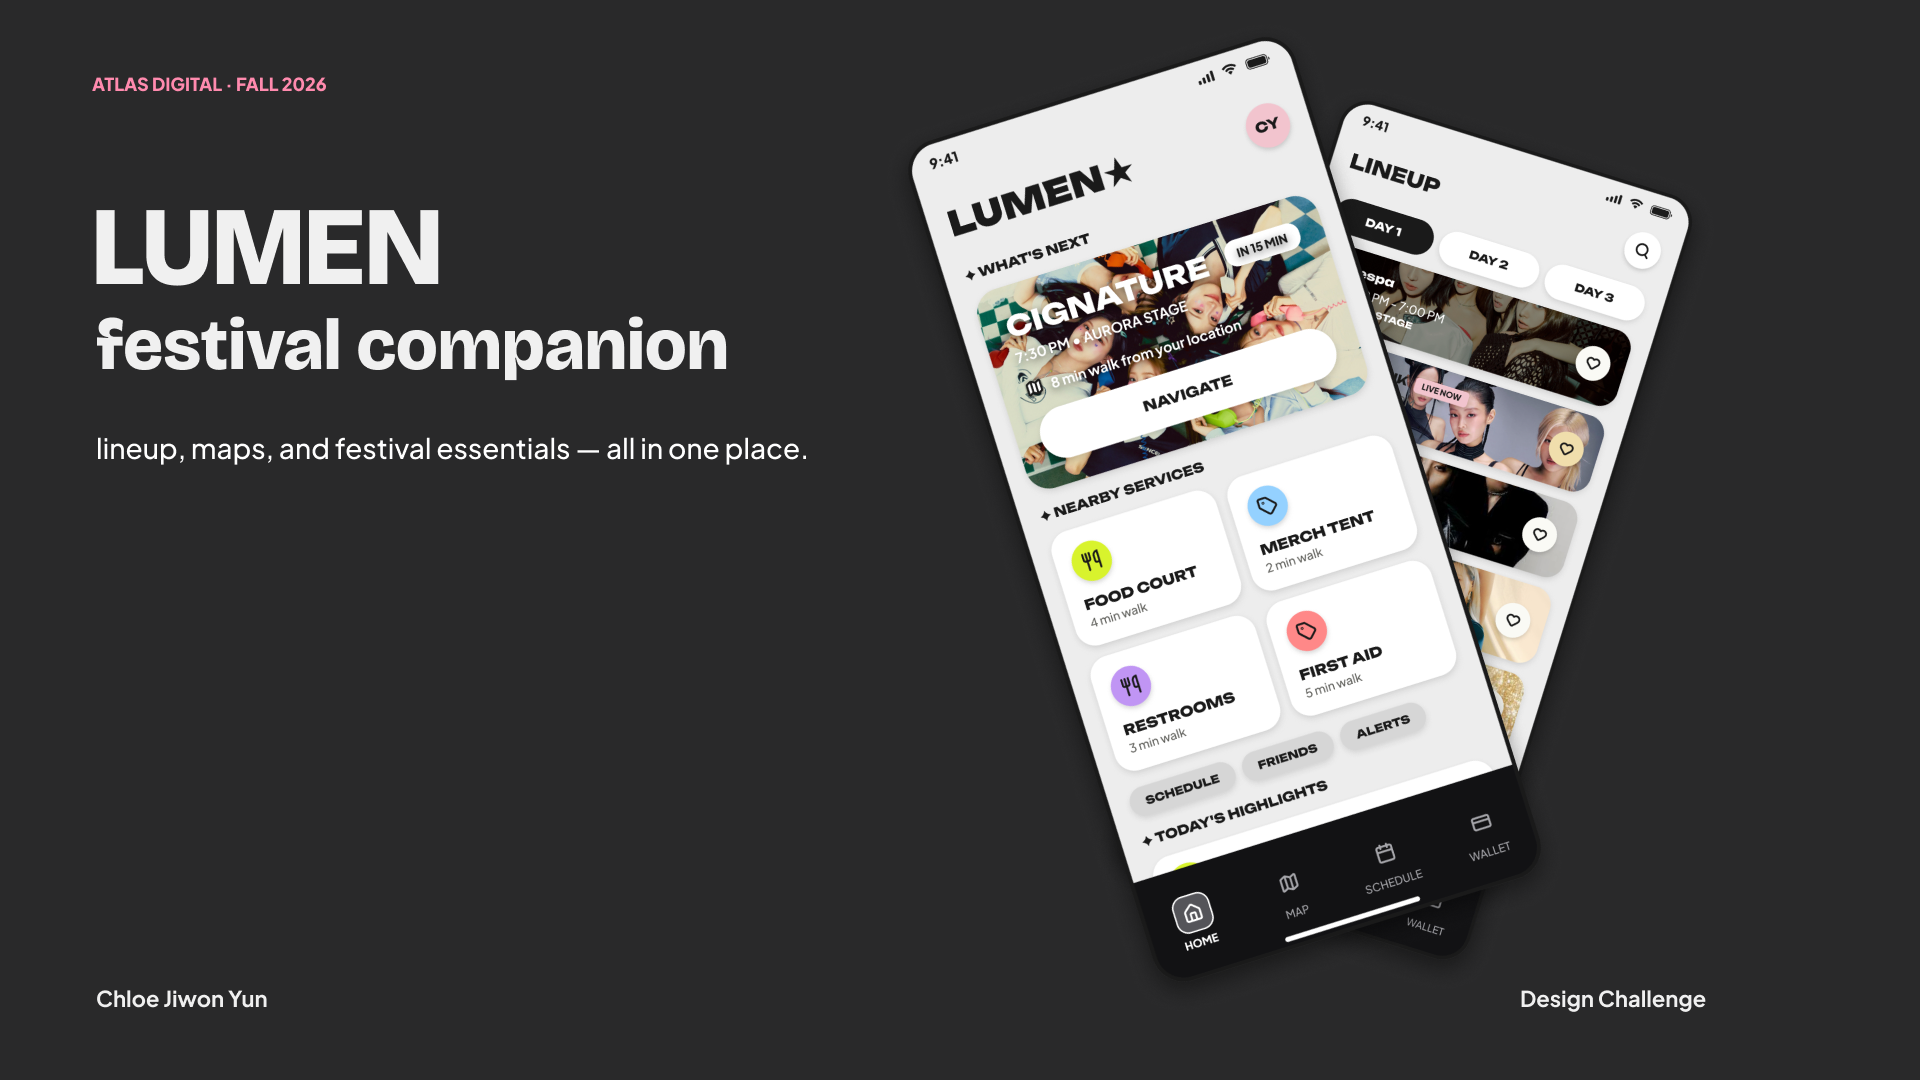 ATLAS DIGITAL · FALL 2026
LUMEN
festival companion
lineup, maps, and festival essentials — all in one place.
Chloe Jiwon Yun
Design Challenge
9:41
CY
LUMEN★
✦ WHAT'S NEXT
IN 15 MIN
CIGNATURE
7:30 PM • AURORA STAGE
8 min walk from your location
NAVIGATE
✦ NEARBY SERVICES
FOOD COURT
4 min walk
MERCH TENT
2 min walk
RESTROOMS
3 min walk
FIRST AID
5 min walk
SCHEDULE
FRIENDS
ALERTS
✦ TODAY'S HIGHLIGHTS
HOME
MAP
SCHEDULE
WALLET
9:41
LINEUP
DAY 1
DAY 2
DAY 3
PM - 7:00 PM
STAGE
LIVE NOW
WALLET